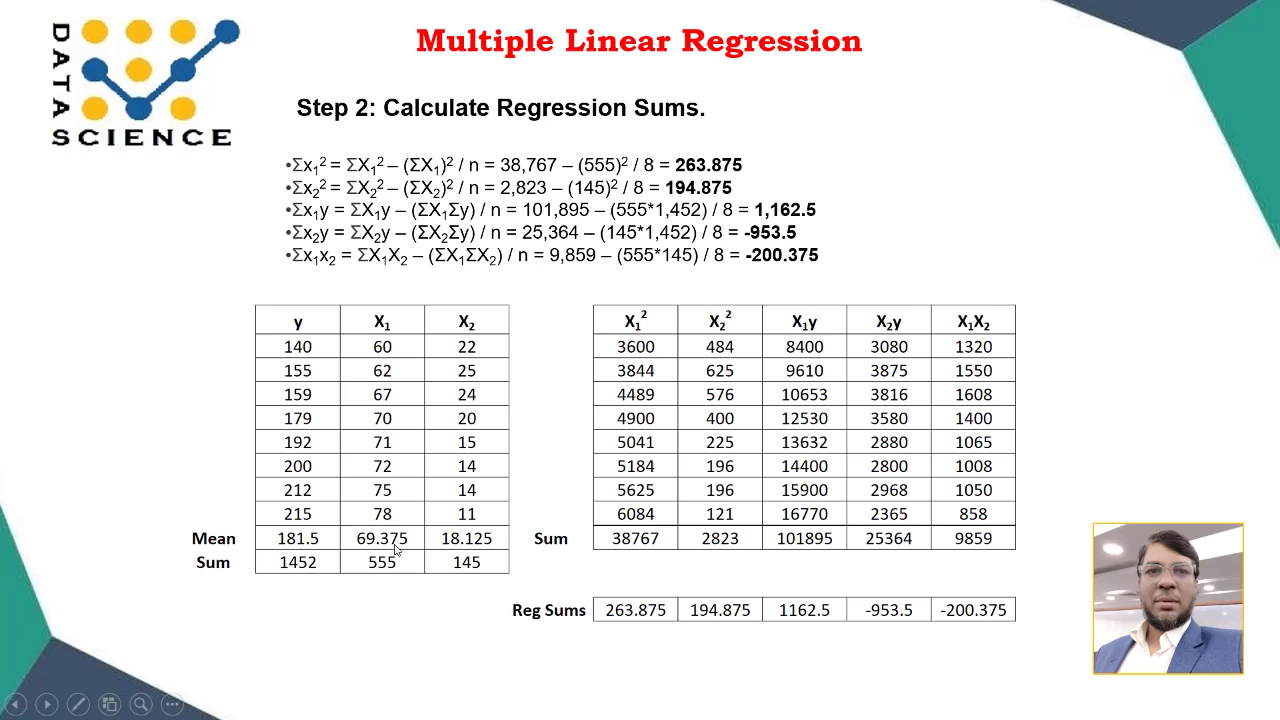 DATA
SCIENCE
Multiple Linear Regression
Step 2: Calculate Regression Sums.
•Σx₁² = ΣX₁² – (ΣX₁)² / n = 38,767 – (555)² / 8 = 263.875
•Σx₂² = ΣX₂² – (ΣX₂)² / n = 2,823 – (145)² / 8 = 194.875
•Σx₁y = ΣX₁y – (ΣX₁Σy) / n = 101,895 – (555*1,452) / 8 = 1,162.5
•Σx₂y = ΣX₂y – (ΣX₂Σy) / n = 25,364 – (145*1,452) / 8 = -953.5
•Σx₁x₂ = ΣX₁X₂ – (ΣX₁ΣX₂) / n = 9,859 – (555*145) / 8 = -200.375
y X₁ X₂ X₁² X₂² X₁y X₂y X₁X₂
140 60 22 3600 484 8400 3080 1320
155 62 25 3844 625 9610 3875 1550
159 67 24 4489 576 10653 3816 1608
179 70 20 4900 400 12530 3580 1400
192 71 15 5041 225 13632 2880 1065
200 72 14 5184 196 14400 2800 1008
212 75 14 5625 196 15900 2968 1050
215 78 11 6084 121 16770 2365 858
Mean 181.5 69.375 18.125 Sum 38767 2823 101895 25364 9859
Sum 1452 555 145
Reg Sums 263.875 194.875 1162.5 -953.5 -200.375